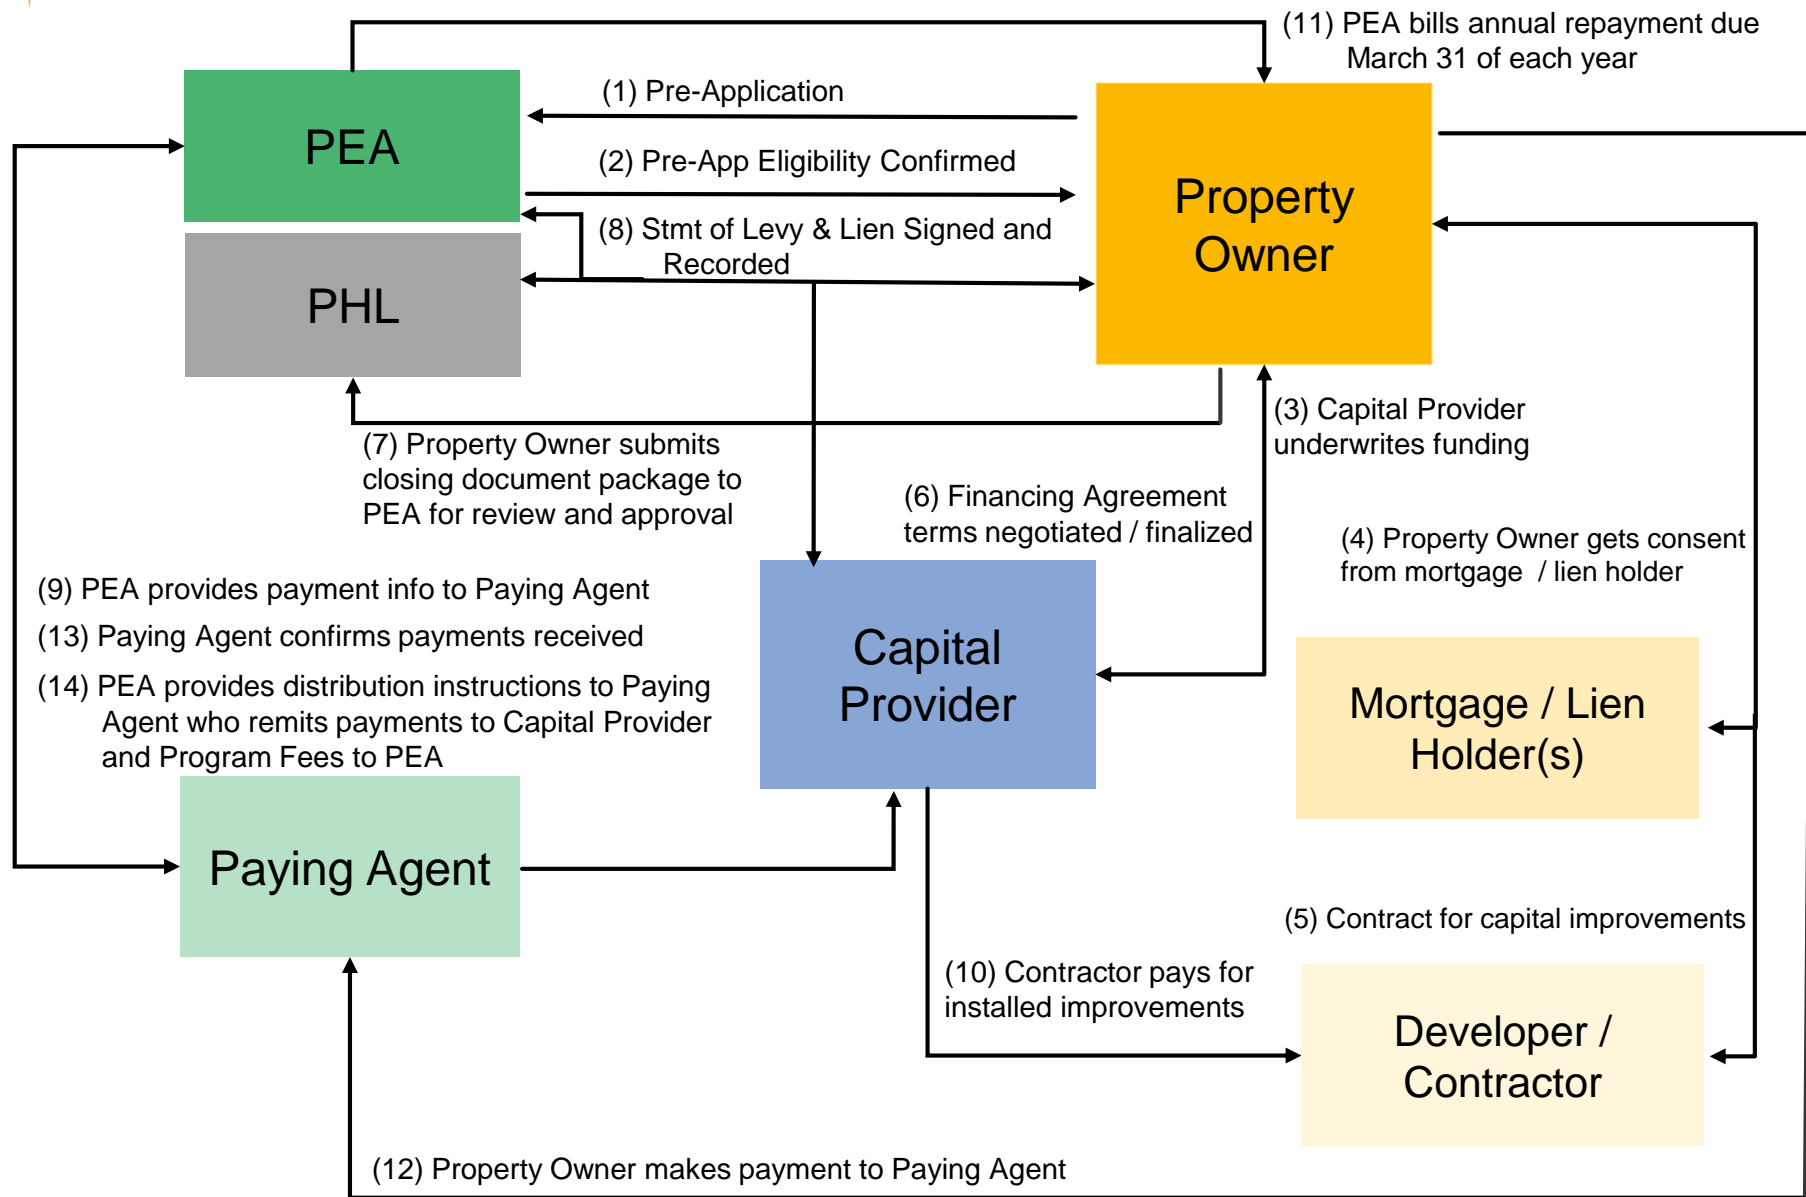 (11) PEA bills annual repayment due
March 31 of each year
(1) Pre-Application
PEA
(2) Pre-App Eligibility Confirmed
Property
Owner
(8) Stmt of Levy & Lien Signed and
Recorded
PHL
(7) Property Owner submits
closing document package to
PEA for review and approval
(3) Capital Provider
underwrites funding
(6) Financing Agreement
terms negotiated / finalized
(4) Property Owner gets consent
from mortgage / lien holder
(9) PEA provides payment info to Paying Agent
(13) Paying Agent confirms payments received
(14) PEA provides distribution instructions to Paying
Agent who remits payments to Capital Provider
and Program Fees to PEA
Capital
Provider
Mortgage / Lien
Holder(s)
Paying Agent
(5) Contract for capital improvements
(10) Contractor pays for
installed improvements
Developer /
Contractor
(12) Property Owner makes payment to Paying Agent